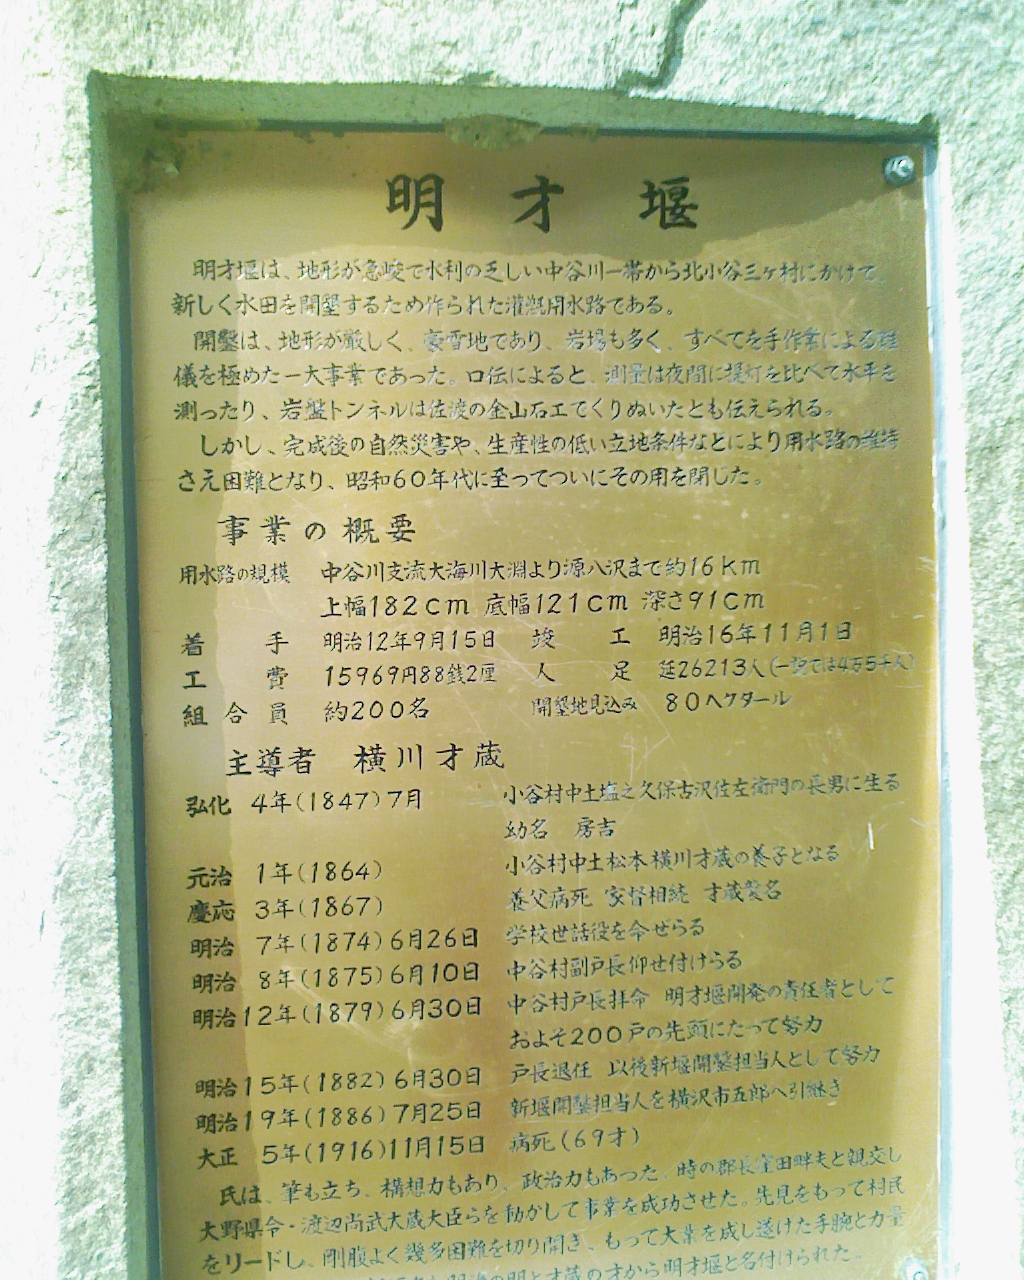 明才堰
明才堰は、地形が急峻で水利の乏しい中谷川一帯から北小谷三ヶ村にかけて、
新しく水田を開墾するため作られた灌漑用水路である。
開鑿は、地形が厳しく、豪雪地であり、岩場も多く、すべてを手作業による難
儀を極めた一大事業であった。口伝によると、測量は夜間に提灯を比べて水平を
測ったり、岩盤トンネルは佐渡の金山石工でくりぬいたとも伝えられる。
しかし、完成後の自然災害や、生産性の低い立地条件などにより用水路の維持
さえ困難となり、昭和60年代に至ってついにその用を閉じた。
事業の概要
用水路の規模 中谷川支流大海川大淵より源八沢まで約16km
上幅182cm 底幅121cm 深さ91cm
着手 明治12年9月15日 竣工 明治16年11月1日
工費 15969円88銭2厘 人足 延26213人(一説では4万5千人)
組合員 約200名 開墾地見込み 80ヘクタール
主導者 横川才蔵
弘化 4年(1847)7月 小谷村中土塩之久保古沢佐左衛門の長男に生る
幼名 房吉
元治 1年(1864) 小谷村中土松本横川才蔵の養子となる
慶応 3年(1867) 養父病死 家督相続 才蔵襲名
明治 7年(1874)6月26日 学校世話役を命ぜらる
明治 8年(1875)6月10日 中谷村副戸長仰せ付けらる
明治12年(1879)6月30日 中谷村戸長拝命 明才堰開発の責任者として
およそ200戸の先頭にたって努力
明治15年(1882)6月30日 戸長退任 以後新堰開鑿担当人として努力
明治19年(1886)7月25日 新堰開鑿担当人を横沢市五郎へ引継ぎ
大正 5年(1916)11月15日 病死(69才)
氏は、筆も立ち、構想力もあり、政治力もあった。時の郡長窪田畔夫と親交し
大野県令・渡辺尚武大蔵大臣らを動かして事業を成功させた。先見をもって村民
をリードし、剛腹よく幾多困難を切り開き、もって大業を成し遂げた手腕と力量
明治の明と才蔵の才から明才堰と名付けられた。